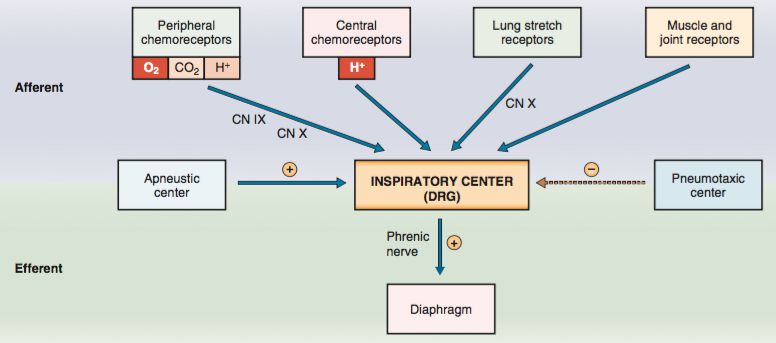 Peripheral
chemoreceptors
O2 CO2 H+
Central
chemoreceptors
H+
Lung stretch
receptors
Muscle and
joint receptors
Afferent
CN IX
CN X
CN X
Apneustic
center
+
INSPIRATORY CENTER
(DRG)
−
Pneumotaxic
center
Phrenic
nerve
+
Efferent
Diaphragm